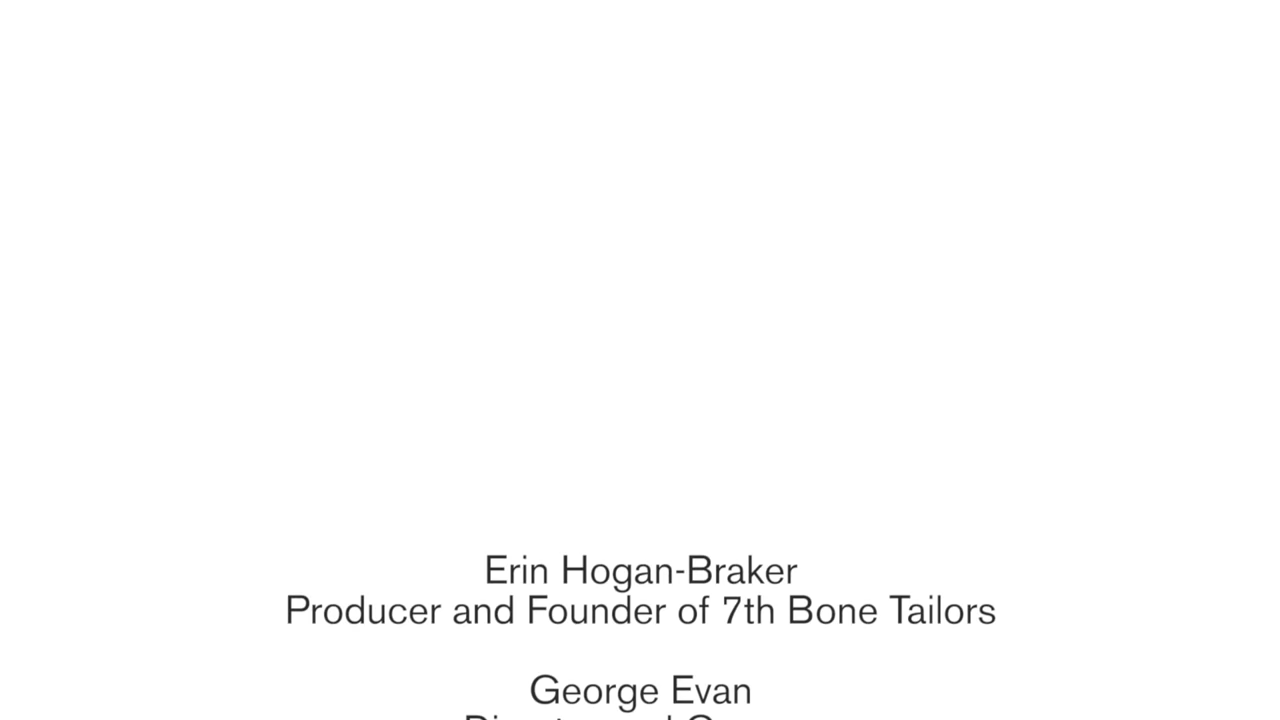 Erin Hogan-Braker
Producer and Founder of 7th Bone Tailors
George Evan